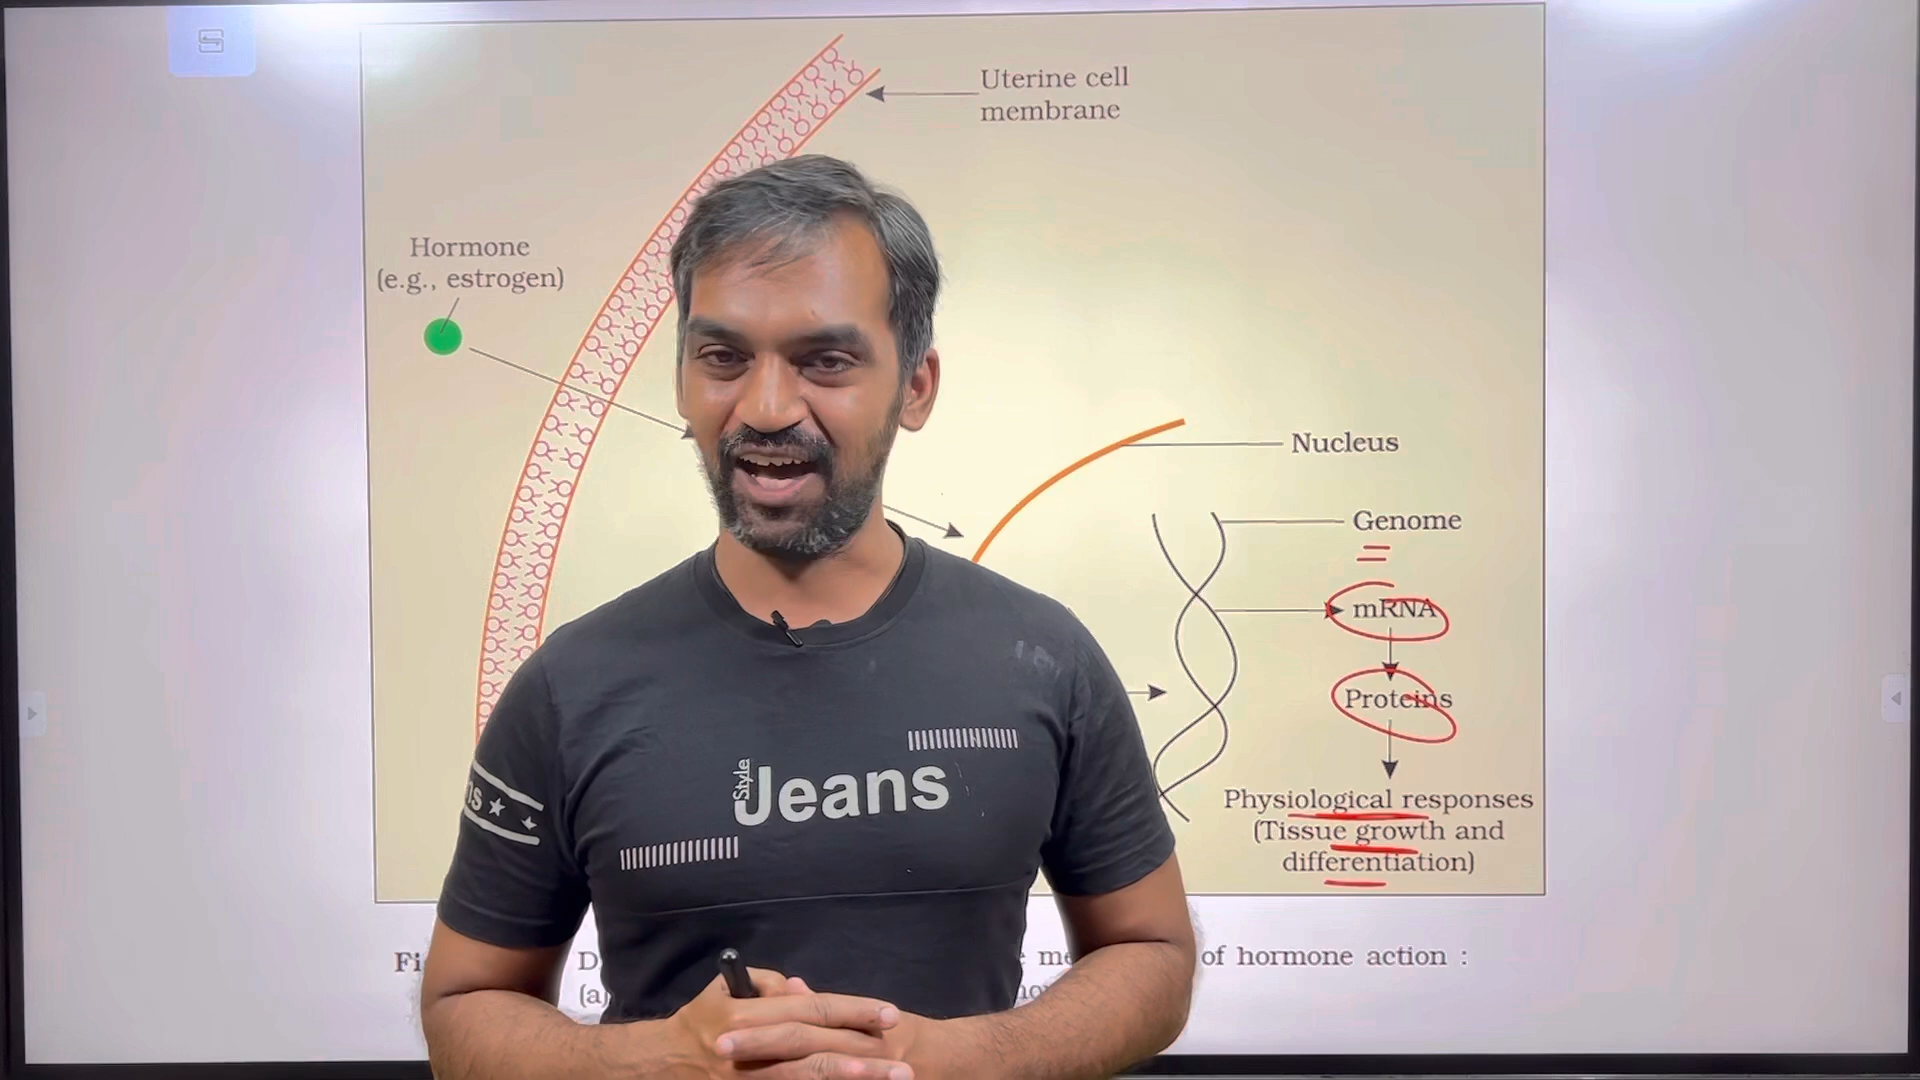 Uterine cell
membrane
Hormone
(e.g., estrogen)
Nucleus
Genome
mRNA
Proteins
Physiological responses
(Tissue growth and
differentiation)
Style
Jeans
of hormone action :
(a)